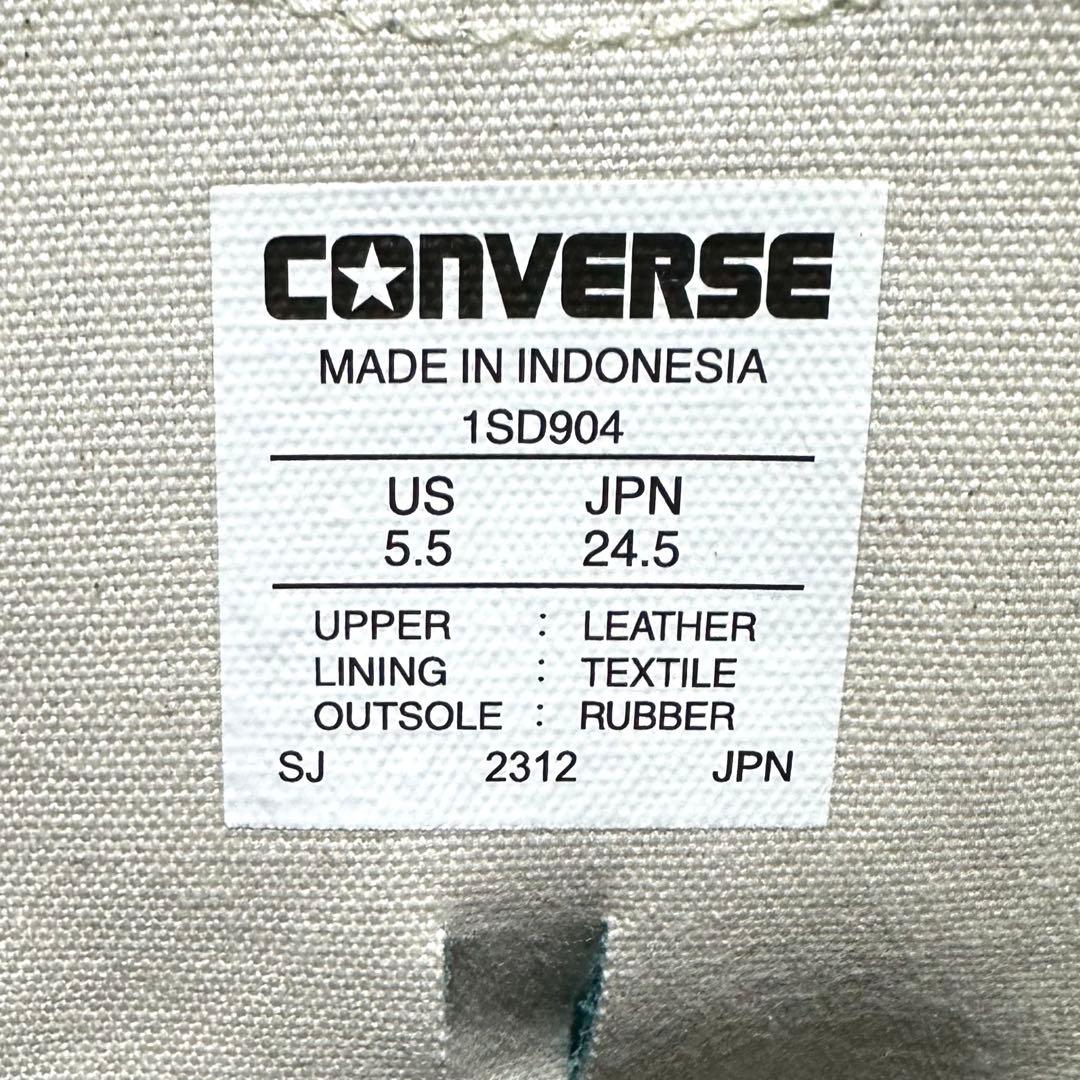 CONVERSE
MADE IN INDONESIA
1SD904
US JPN
5.5 24.5
UPPER : LEATHER
LINING : TEXTILE
OUTSOLE : RUBBER
SJ 2312 JPN